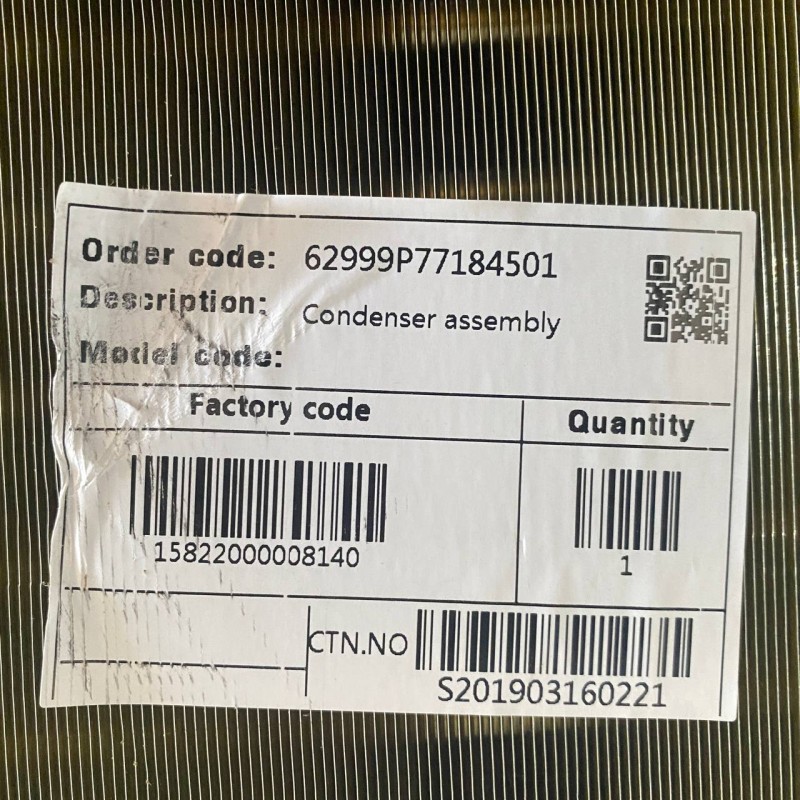 Order code: 62999P77184501
Description: Condenser assembly
Model code:
Factory code Quantity
15822000008140 1
CTN.NO
S201903160221